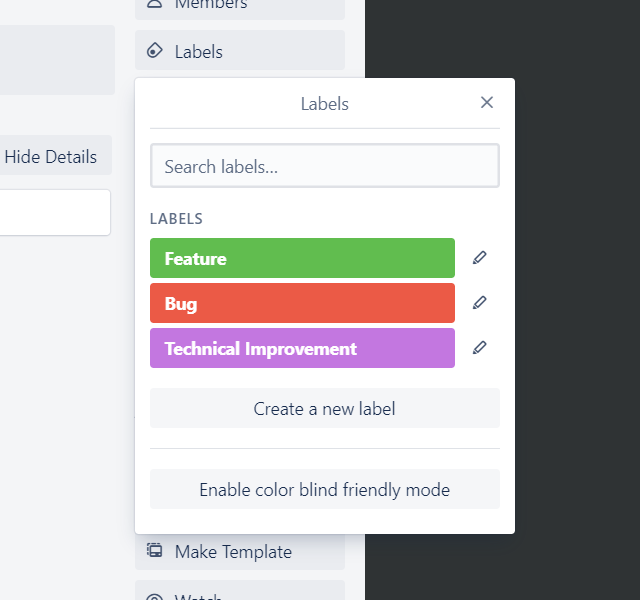 Members
Labels
Labels
Hide Details
Search labels...
LABELS
Feature
Bug
Technical Improvement
Create a new label
Enable color blind friendly mode
Make Template
Watch